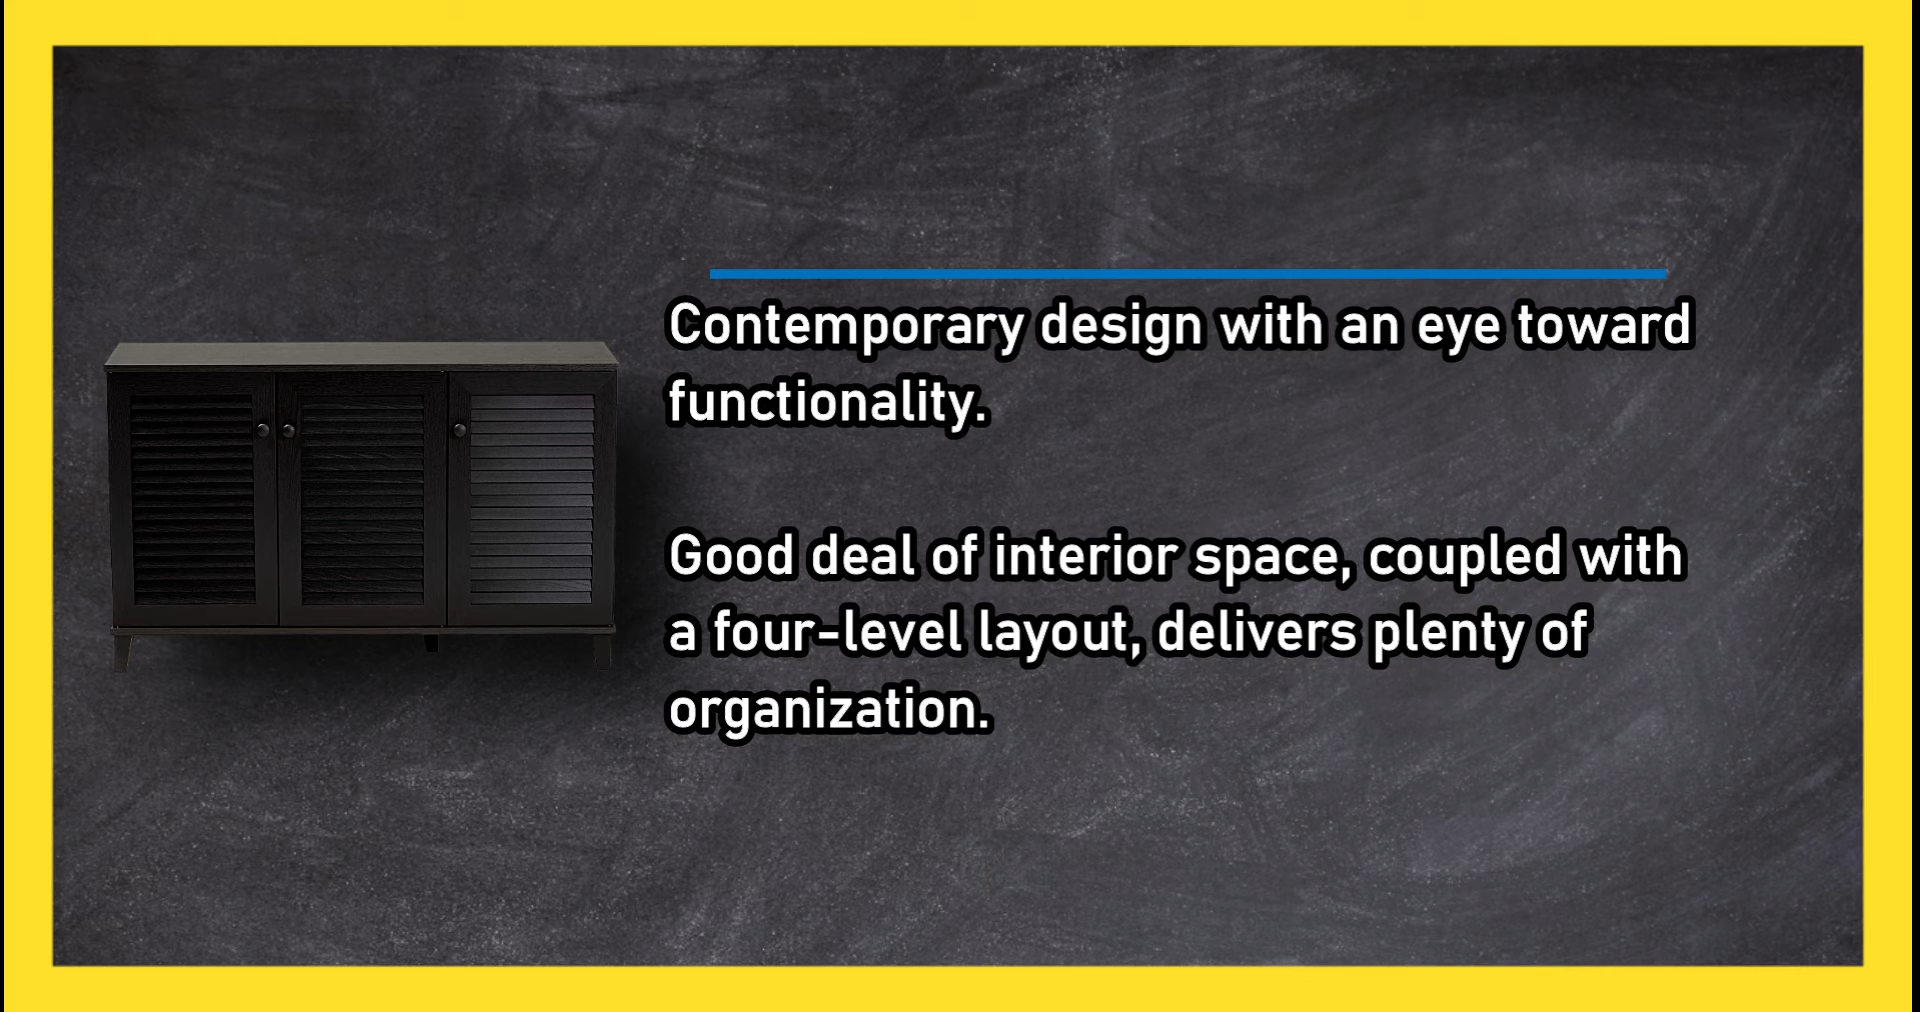 Contemporary design with an eye toward
functionality.
Good deal of interior space, coupled with
a four-level layout, delivers plenty of
organization.